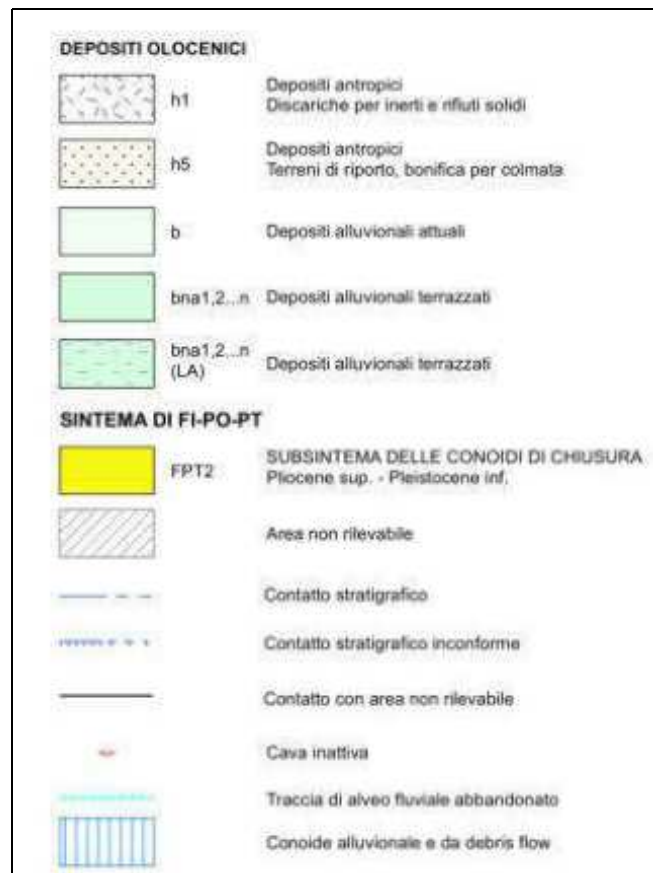 DEPOSITI OLOCENICI
h1 Depositi antropici
Discariche per inerti e rifiuti solidi
h5 Depositi antropici
Terreni di riporto, bonifica per colmata
b Depositi alluvionali attuali
bna1,2...n Depositi alluvionali terrazzati
bna1,2...n
(LA) Depositi alluvionali terrazzati
SINTEMA DI FI-PO-PT
FPT2 SUBSINTEMA DELLE CONOIDI DI CHIUSURA
Pliocene sup. - Pleistocene inf.
Area non rilevabile
Contatto stratigrafico
Contatto stratigrafico inconforme
Contatto con area non rilevabile
Cava inattiva
Traccia di alveo fluviale abbandonato
Conoide alluvionale e da debris flow